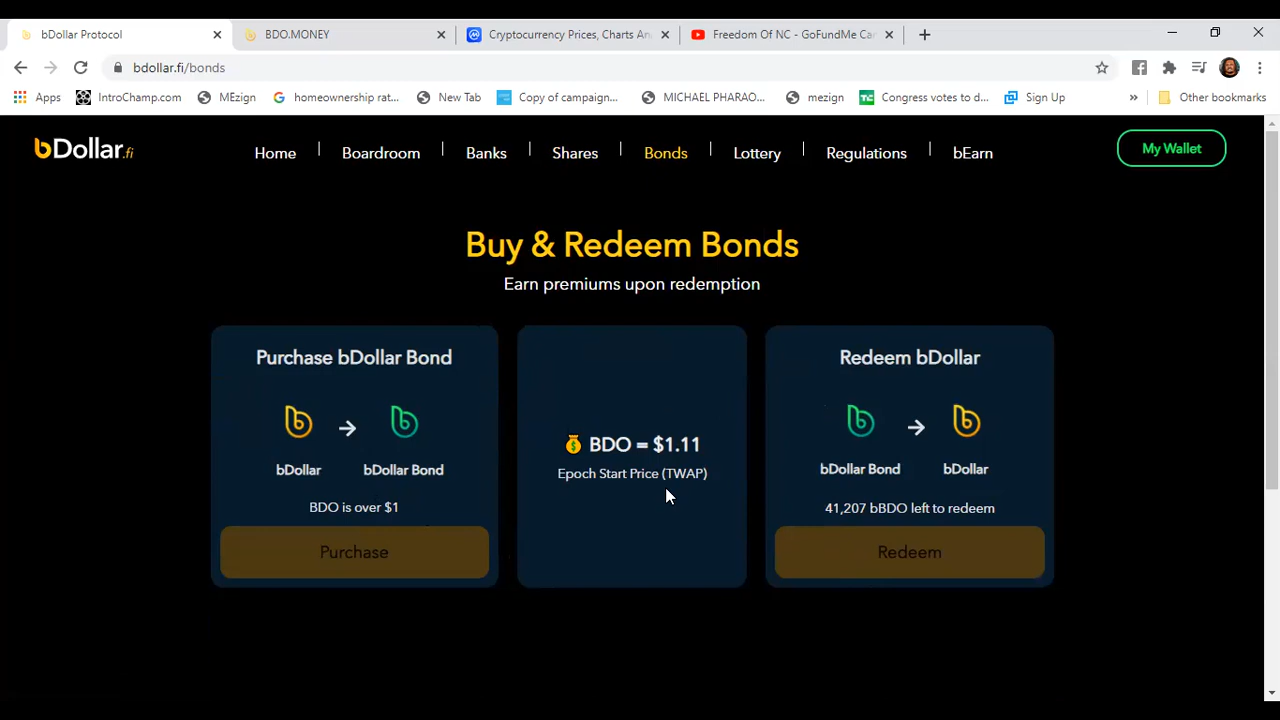 bDollar Protocol
BDO.MONEY
Cryptocurrency Prices, Charts An
Freedom Of NC - GoFundMe Ca
bdollar.fi/bonds
Apps
IntroChamp.com
MEzign
homeownership rat...
New Tab
Copy of campaign...
MICHAEL PHARAO...
mezign
TC
Congress votes to d...
Sign Up
»
Other bookmarks
bDollar.fi
Home
Boardroom
Banks
Shares
Bonds
Lottery
Regulations
bEarn
My Wallet
Buy & Redeem Bonds
Earn premiums upon redemption
Purchase bDollar Bond
bDollar
bDollar Bond
BDO is over $1
Purchase
BDO = $1.11
Epoch Start Price (TWAP)
Redeem bDollar
bDollar Bond
bDollar
41,207 bBDO left to redeem
Redeem